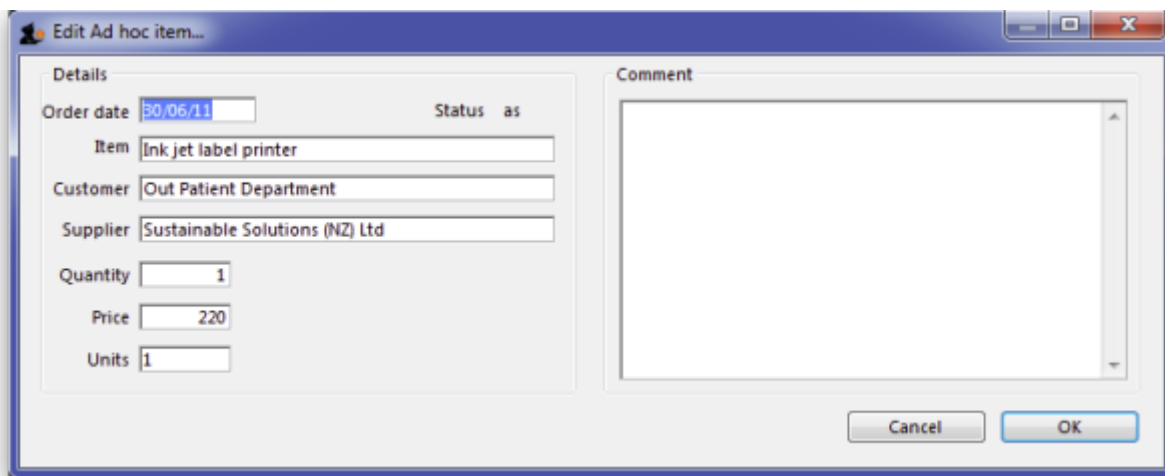 Edit Ad hoc item...
Details
Order date 30/06/11 Status as
Item Ink jet label printer
Customer Out Patient Department
Supplier Sustainable Solutions (NZ) Ltd
Quantity 1
Price 220
Units 1
Comment
Cancel OK